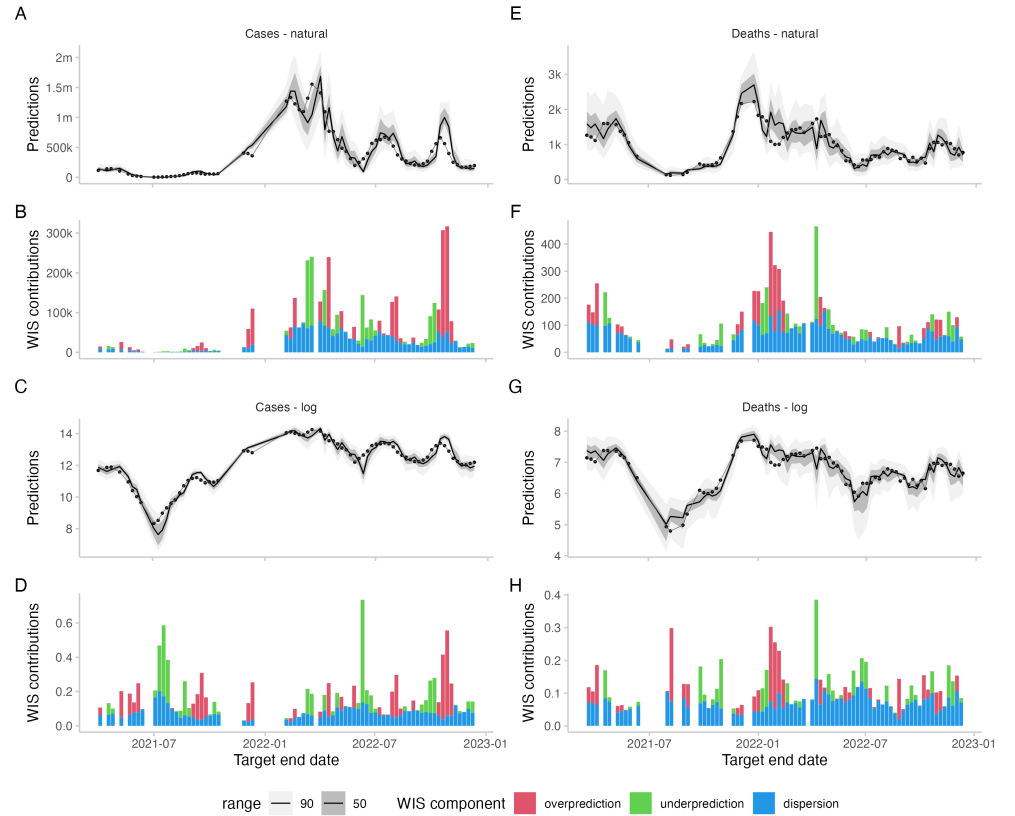 A
Cases - natural
Predictions
2m
1.5m
1m
500k
0
B
WIS contributions
300k
200k
100k
0
C
Cases - log
Predictions
14
12
10
8
D
WIS contributions
0.6
0.4
0.2
0.0
2021-07
2022-01
2022-07
2023-01
Target end date
E
Deaths - natural
Predictions
3k
2k
1k
0
F
WIS contributions
400
300
200
100
0
G
Deaths - log
Predictions
8
7
6
5
4
H
WIS contributions
0.4
0.3
0.2
0.1
0.0
2021-07
2022-01
2022-07
2023-01
Target end date
range 90 50 WIS component overprediction underprediction dispersion